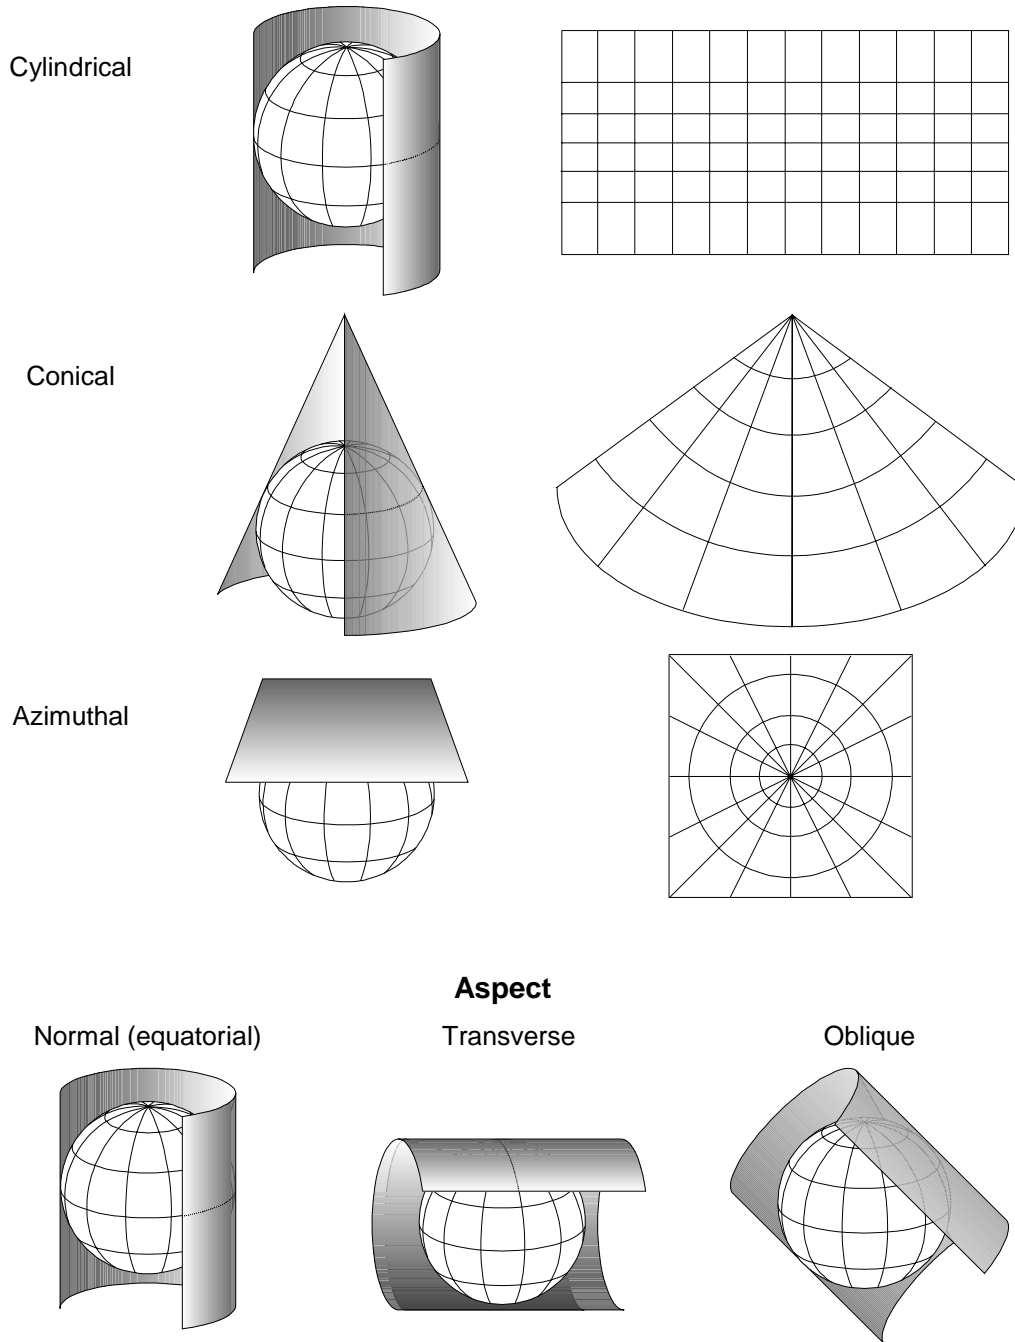 Cylindrical
Conical
Azimuthal
Aspect
Normal (equatorial) Transverse Oblique